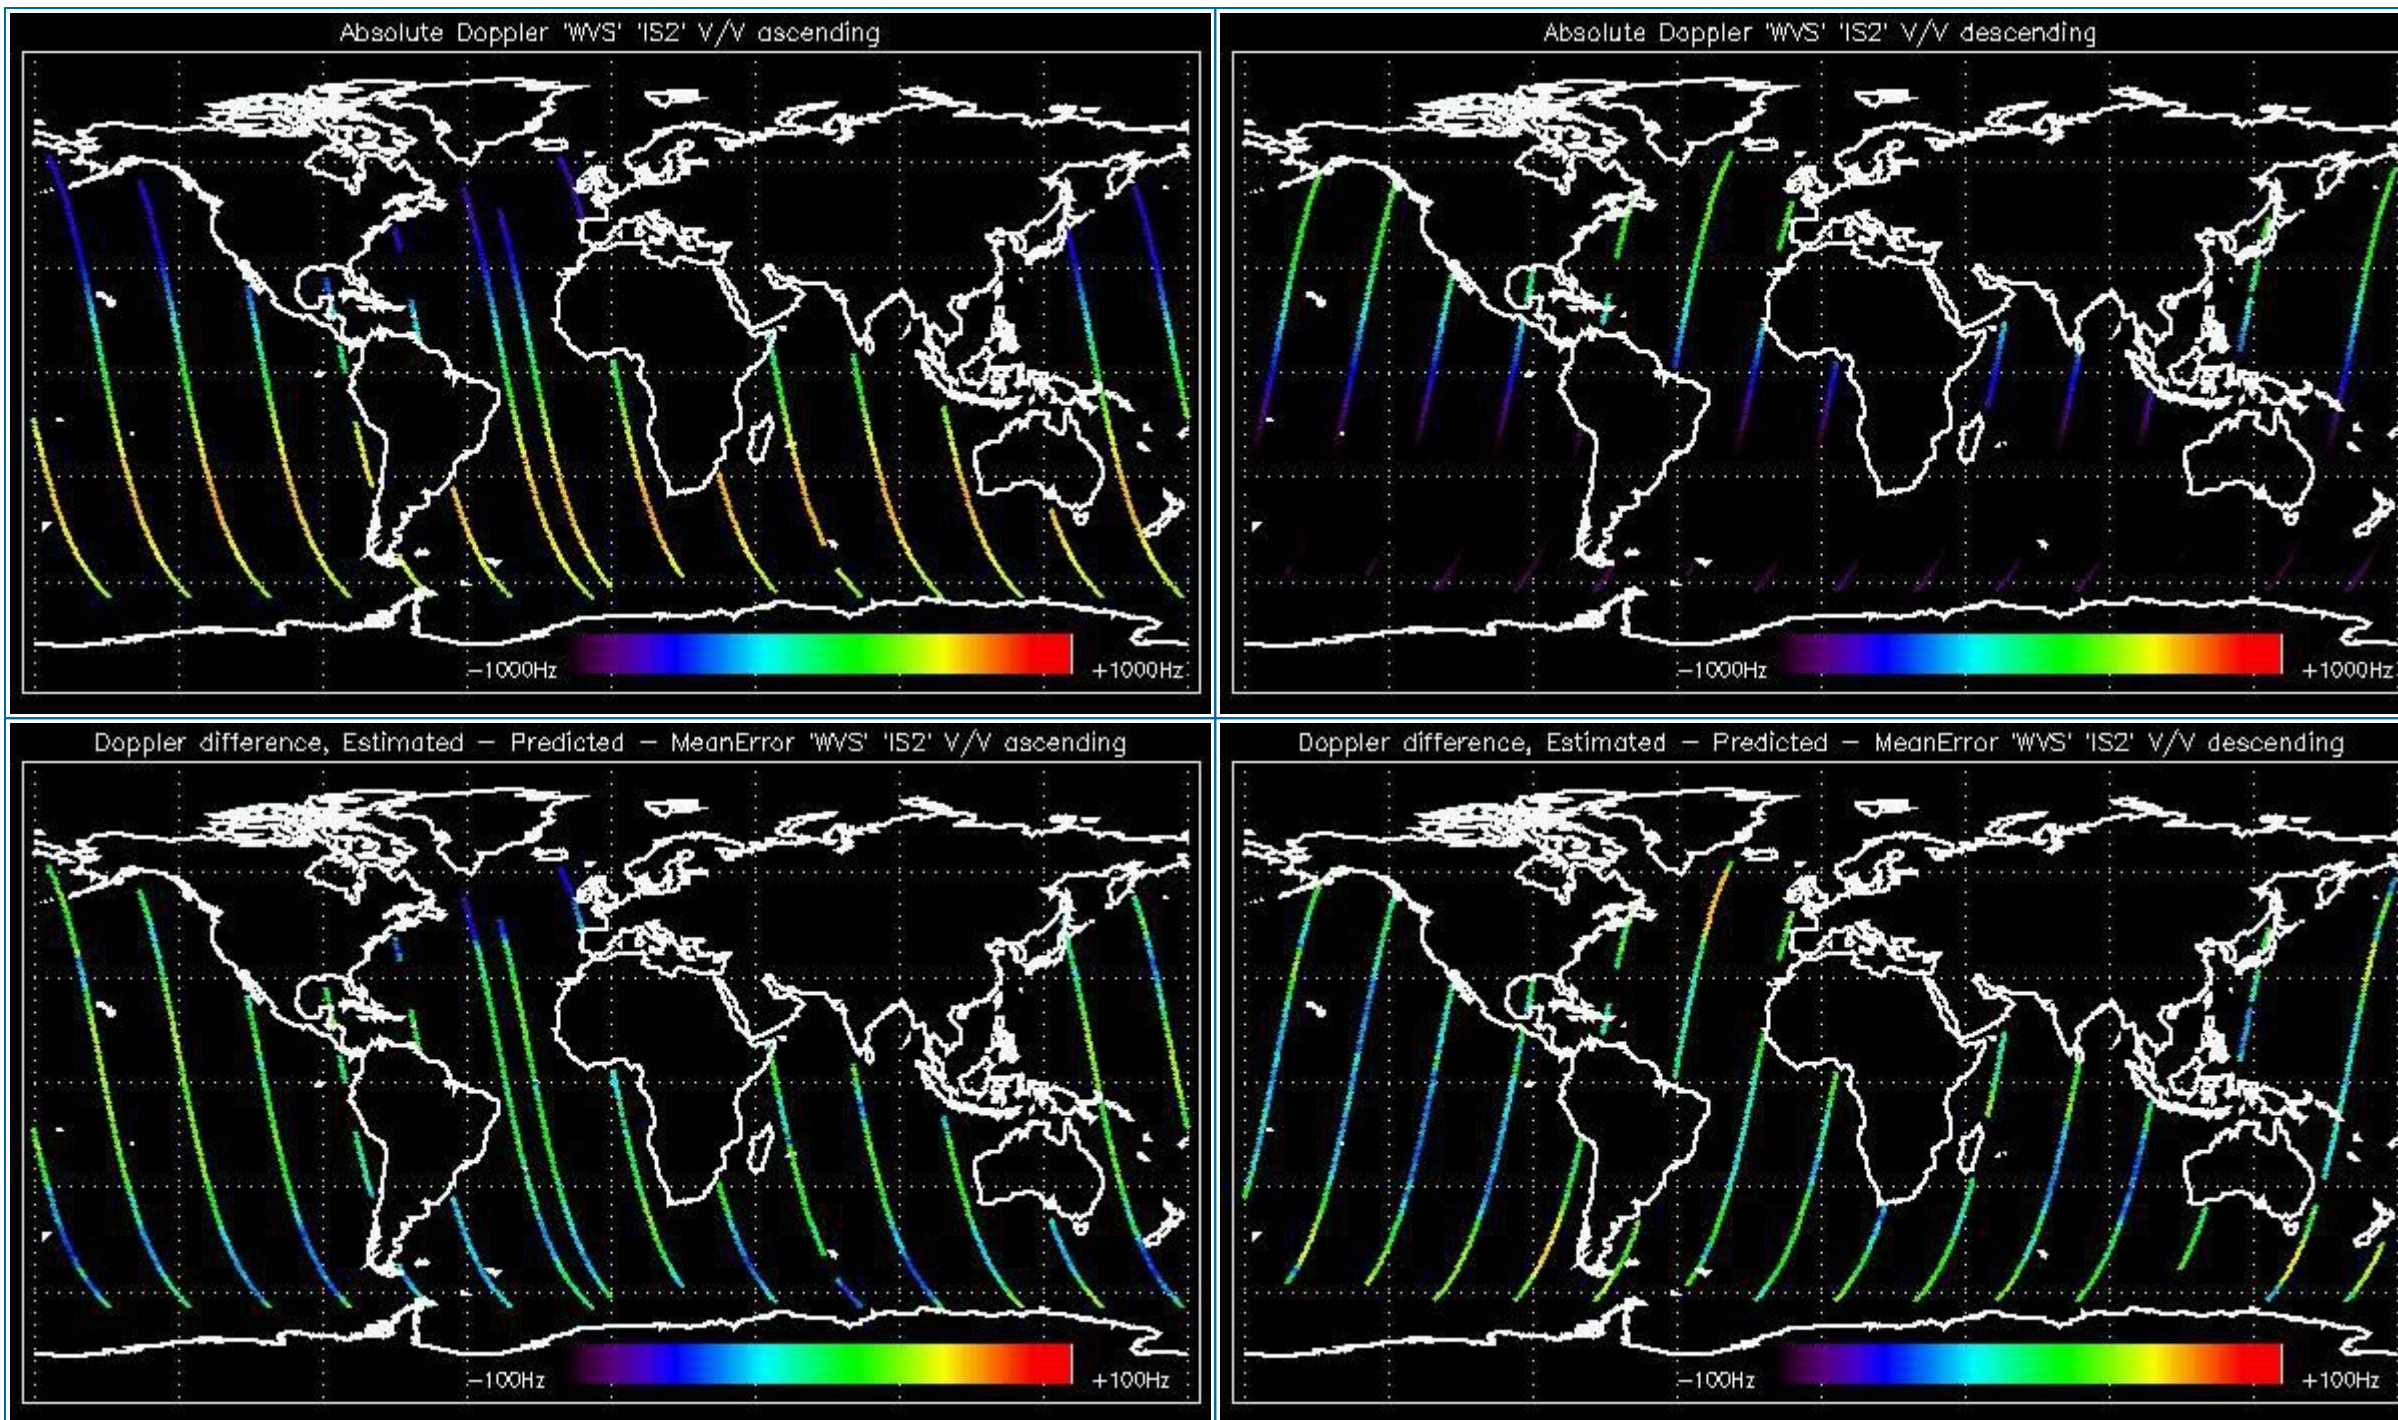 Absolute Doppler 'WVS' 'IS2' V/V ascending
-1000Hz
+1000Hz
Absolute Doppler 'WVS' 'IS2' V/V descending
-1000Hz
+1000Hz
Doppler difference, Estimated - Predicted - MeanError 'WVS' 'IS2' V/V ascending
-100Hz
+100Hz
Doppler difference, Estimated - Predicted - MeanError 'WVS' 'IS2' V/V descending
-100Hz
+100Hz